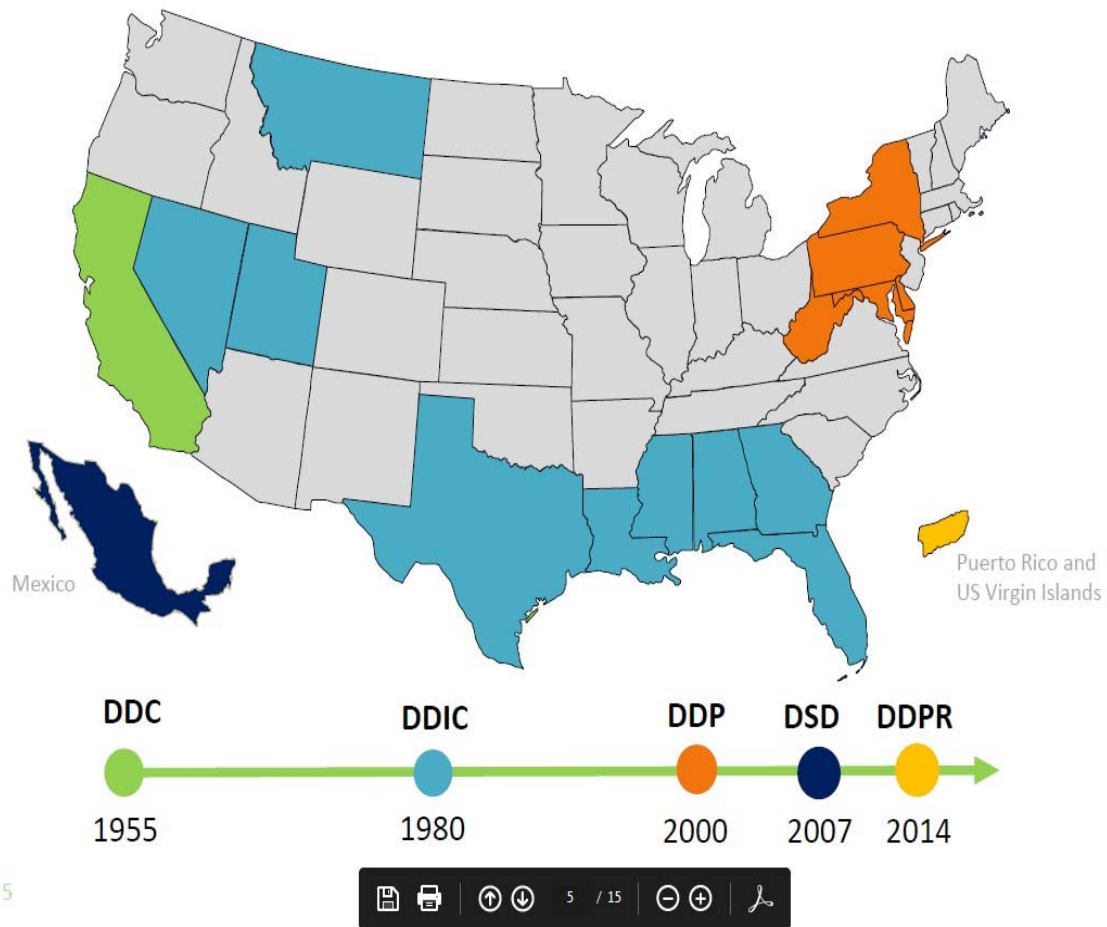 Mexico
Puerto Rico and
US Virgin Islands
DDC
DDIC
DDP
DSD
DDPR
1955
1980
2000
2007
2014
5
5 / 15